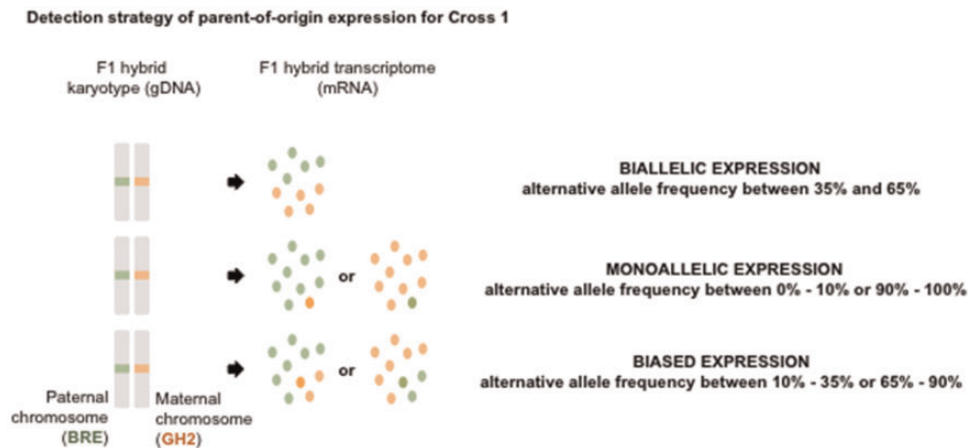 Detection strategy of parent-of-origin expression for Cross 1
F1 hybrid
karyotype (gDNA)
F1 hybrid transcriptome
(mRNA)
BIALLELIC EXPRESSION
alternative allele frequency between 35% and 65%
or
MONOALLELIC EXPRESSION
alternative allele frequency between 0% - 10% or 90% - 100%
or
BIASED EXPRESSION
alternative allele frequency between 10% - 35% or 65% - 90%
Paternal
chromosome
(BRE)
Maternal
chromosome
(GH2)